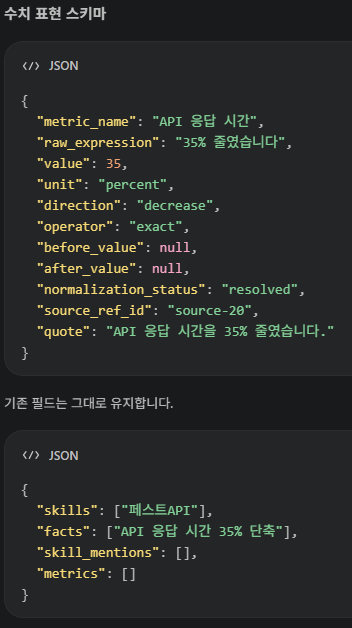 수치 표현 스키마
</> JSON
{
"metric_name": "API 응답 시간",
"raw_expression": "35% 줄였습니다",
"value": 35,
"unit": "percent",
"direction": "decrease",
"operator": "exact",
"before_value": null,
"after_value": null,
"normalization_status": "resolved",
"source_ref_id": "source-20",
"quote": "API 응답 시간을 35% 줄였습니다."
}
기존 필드는 그대로 유지합니다.
</> JSON
{
"skills": ["페스트API"],
"facts": ["API 응답 시간 35% 단축"],
"skill_mentions": [],
"metrics": []
}